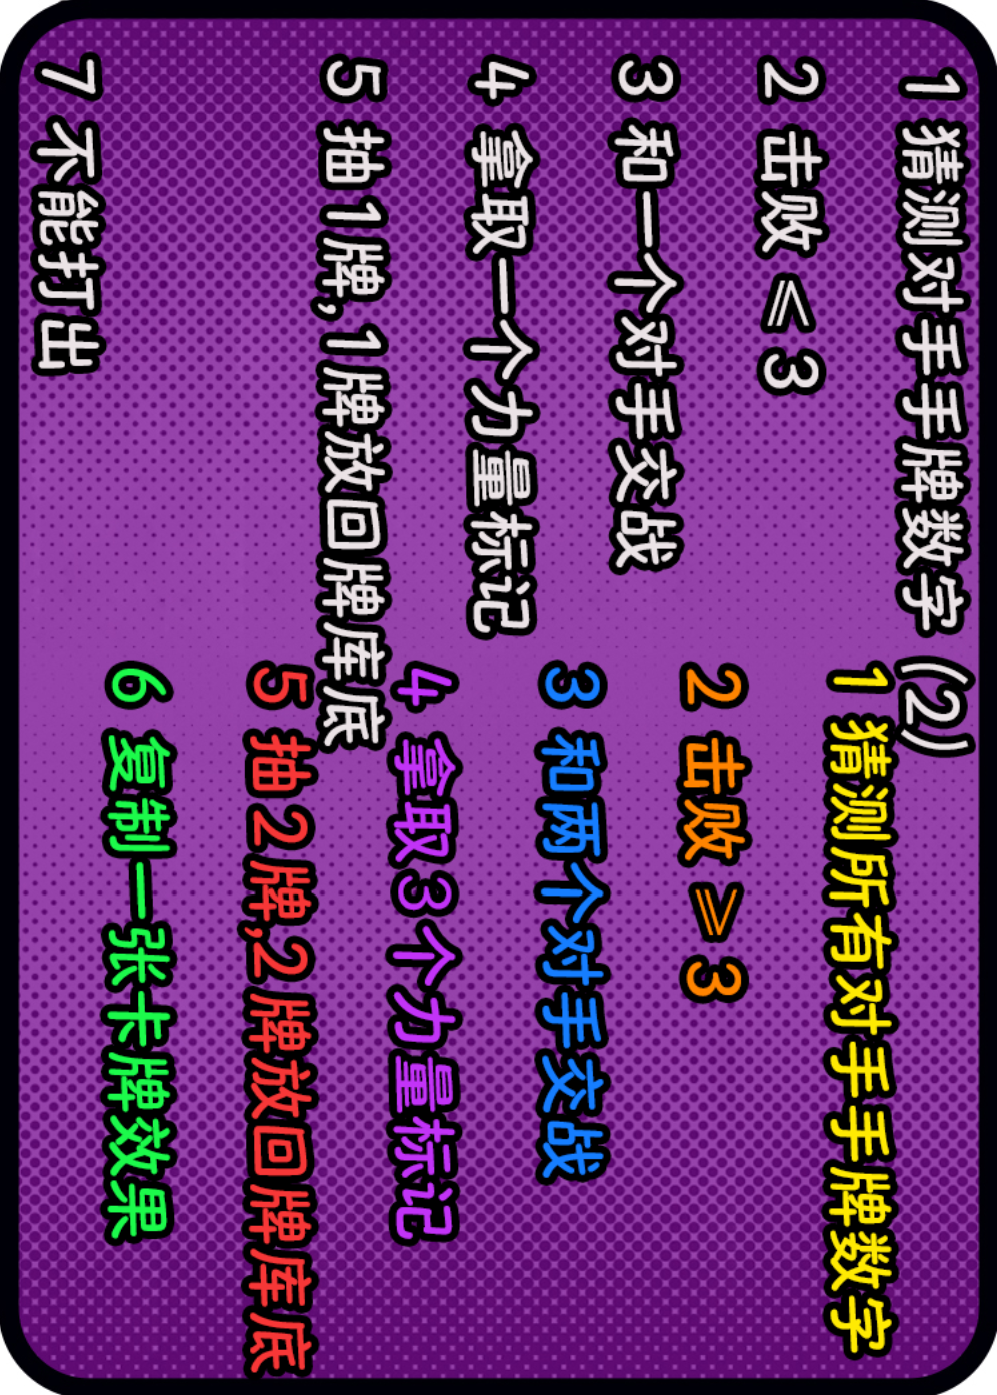 1 猜测对手手牌数字 (2)
1 猜测所有对手手牌数字
2 击败 ≤ 3
2 击败 ≥ 3
3 和一个对手交战
3 和两个对手交战
4 拿取一个力量标记
4 拿取3个力量标记
5 抽1牌, 1牌放回牌库底
5 抽2牌,2牌放回牌库底
6 复制一张卡牌效果
7 不能打出